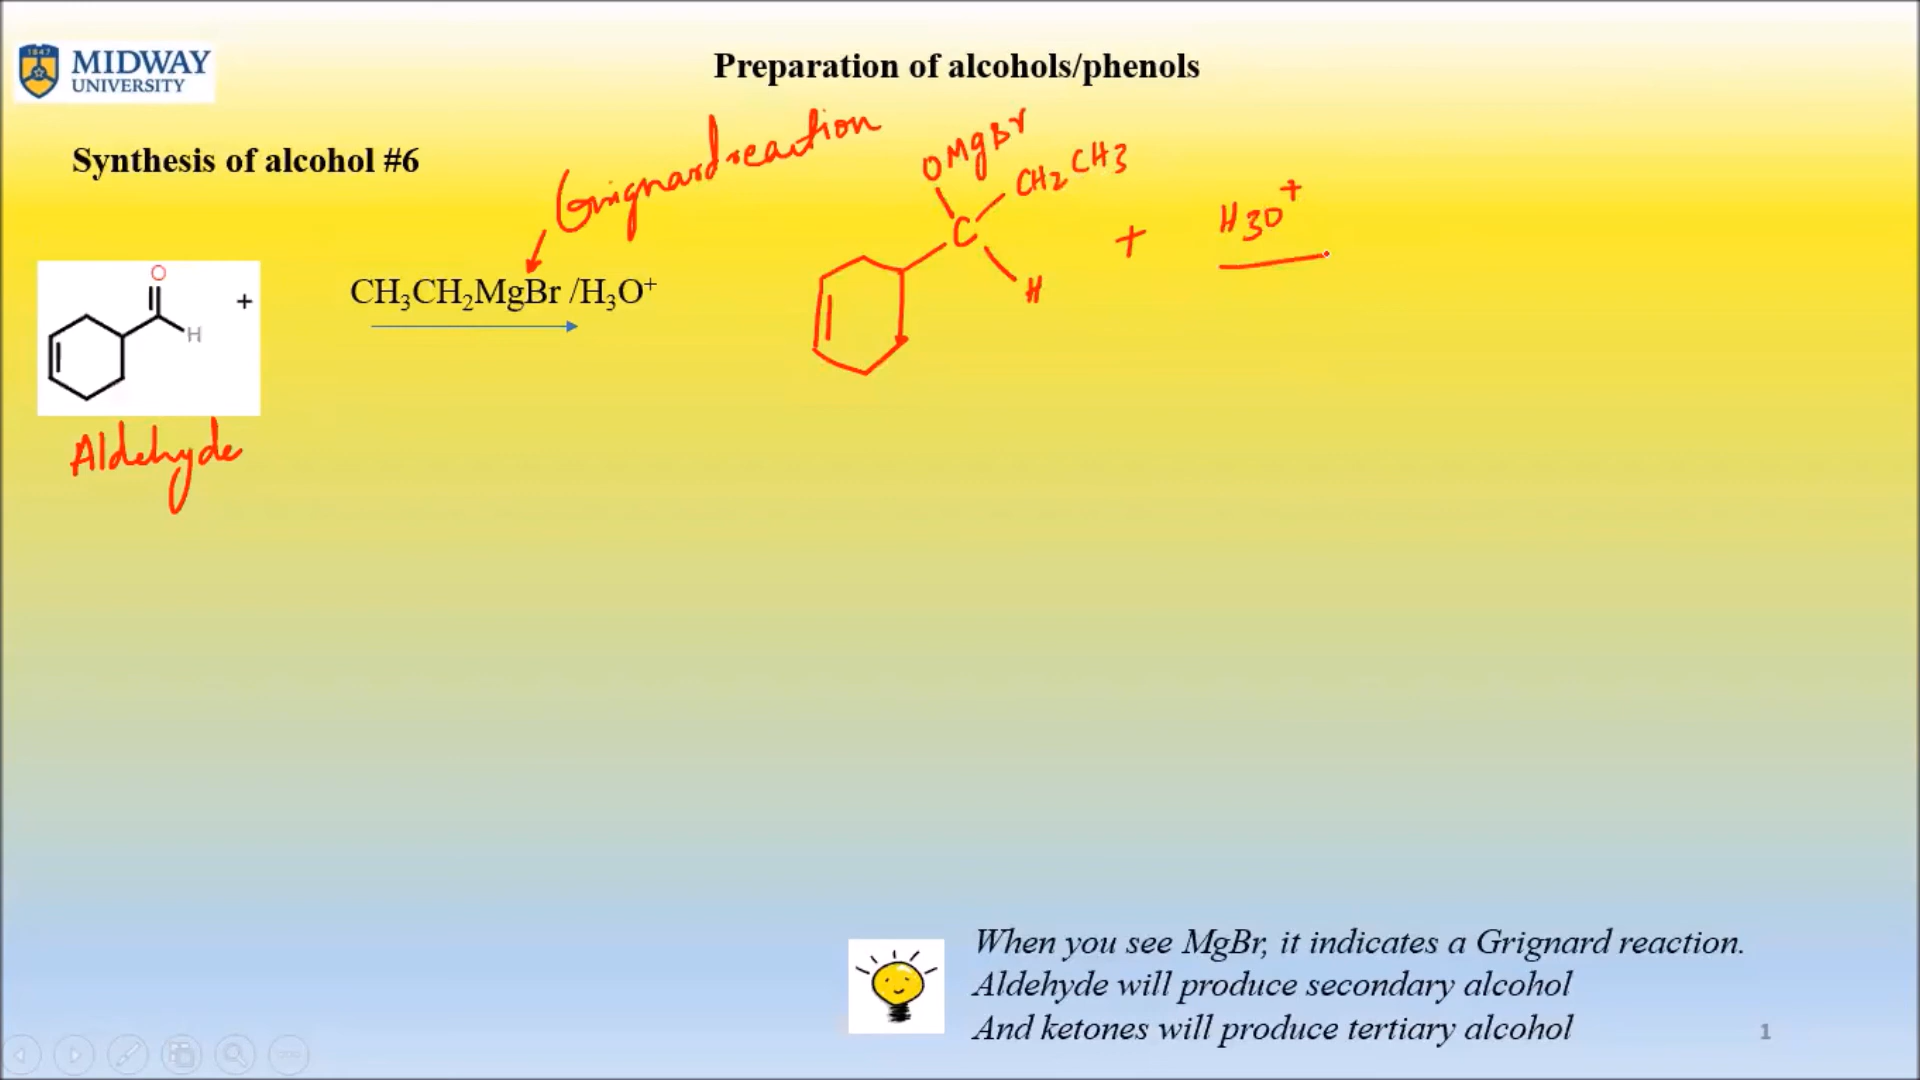 1847
MIDWAY
UNIVERSITY
Preparation of alcohols/phenols
Synthesis of alcohol #6
Grignard reaction
OMgBr
CH2CH3
C
H
+
H3O+
O
H
+
CH₃CH₂MgBr /H₃O⁺
Aldehyde
When you see MgBr, it indicates a Grignard reaction.
Aldehyde will produce secondary alcohol
And ketones will produce tertiary alcohol
1